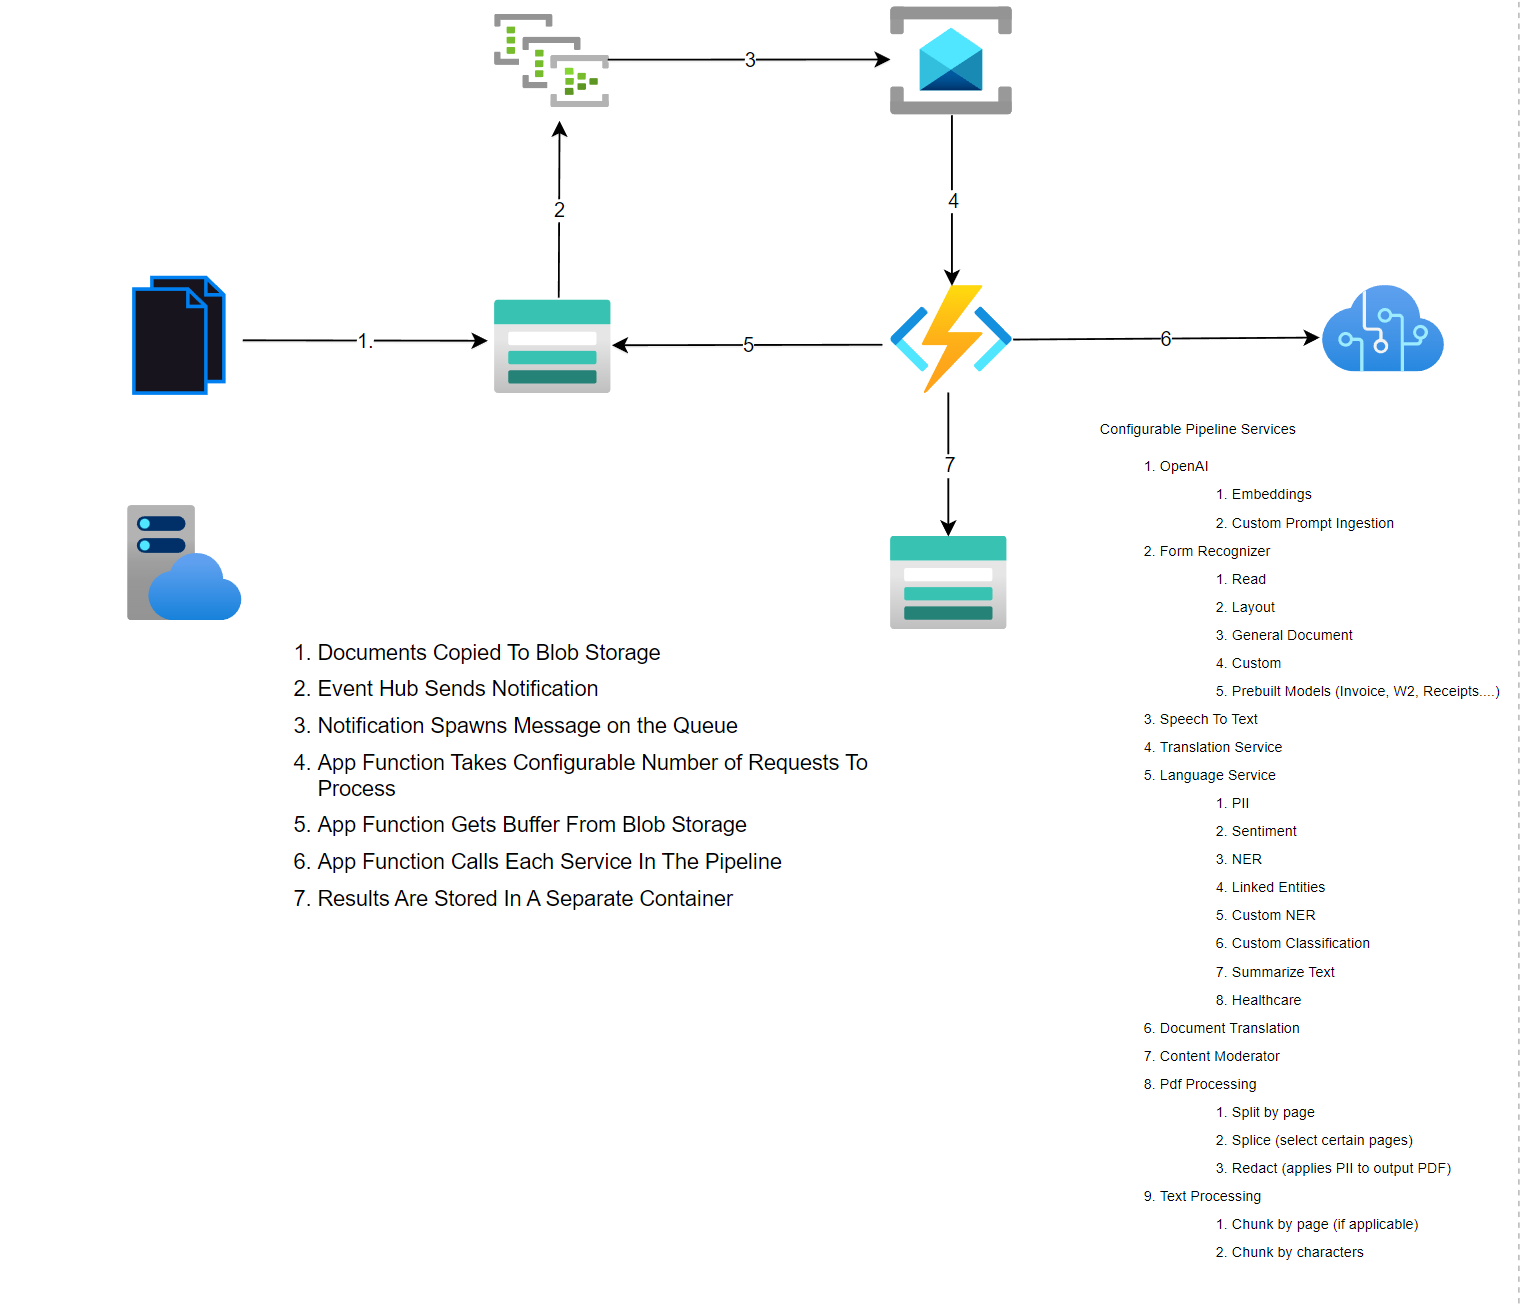 3
2
4
1.
5
6
7
1. Documents Copied To Blob Storage
2. Event Hub Sends Notification
3. Notification Spawns Message on the Queue
4. App Function Takes Configurable Number of Requests To
Process
5. App Function Gets Buffer From Blob Storage
6. App Function Calls Each Service In The Pipeline
7. Results Are Stored In A Separate Container
Configurable Pipeline Services
1. OpenAI
1. Embeddings
2. Custom Prompt Ingestion
2. Form Recognizer
1. Read
2. Layout
3. General Document
4. Custom
5. Prebuilt Models (Invoice, W2, Receipts....)
3. Speech To Text
4. Translation Service
5. Language Service
1. PII
2. Sentiment
3. NER
4. Linked Entities
5. Custom NER
6. Custom Classification
7. Summarize Text
8. Healthcare
6. Document Translation
7. Content Moderator
8. Pdf Processing
1. Split by page
2. Splice (select certain pages)
3. Redact (applies PII to output PDF)
9. Text Processing
1. Chunk by page (if applicable)
2. Chunk by characters